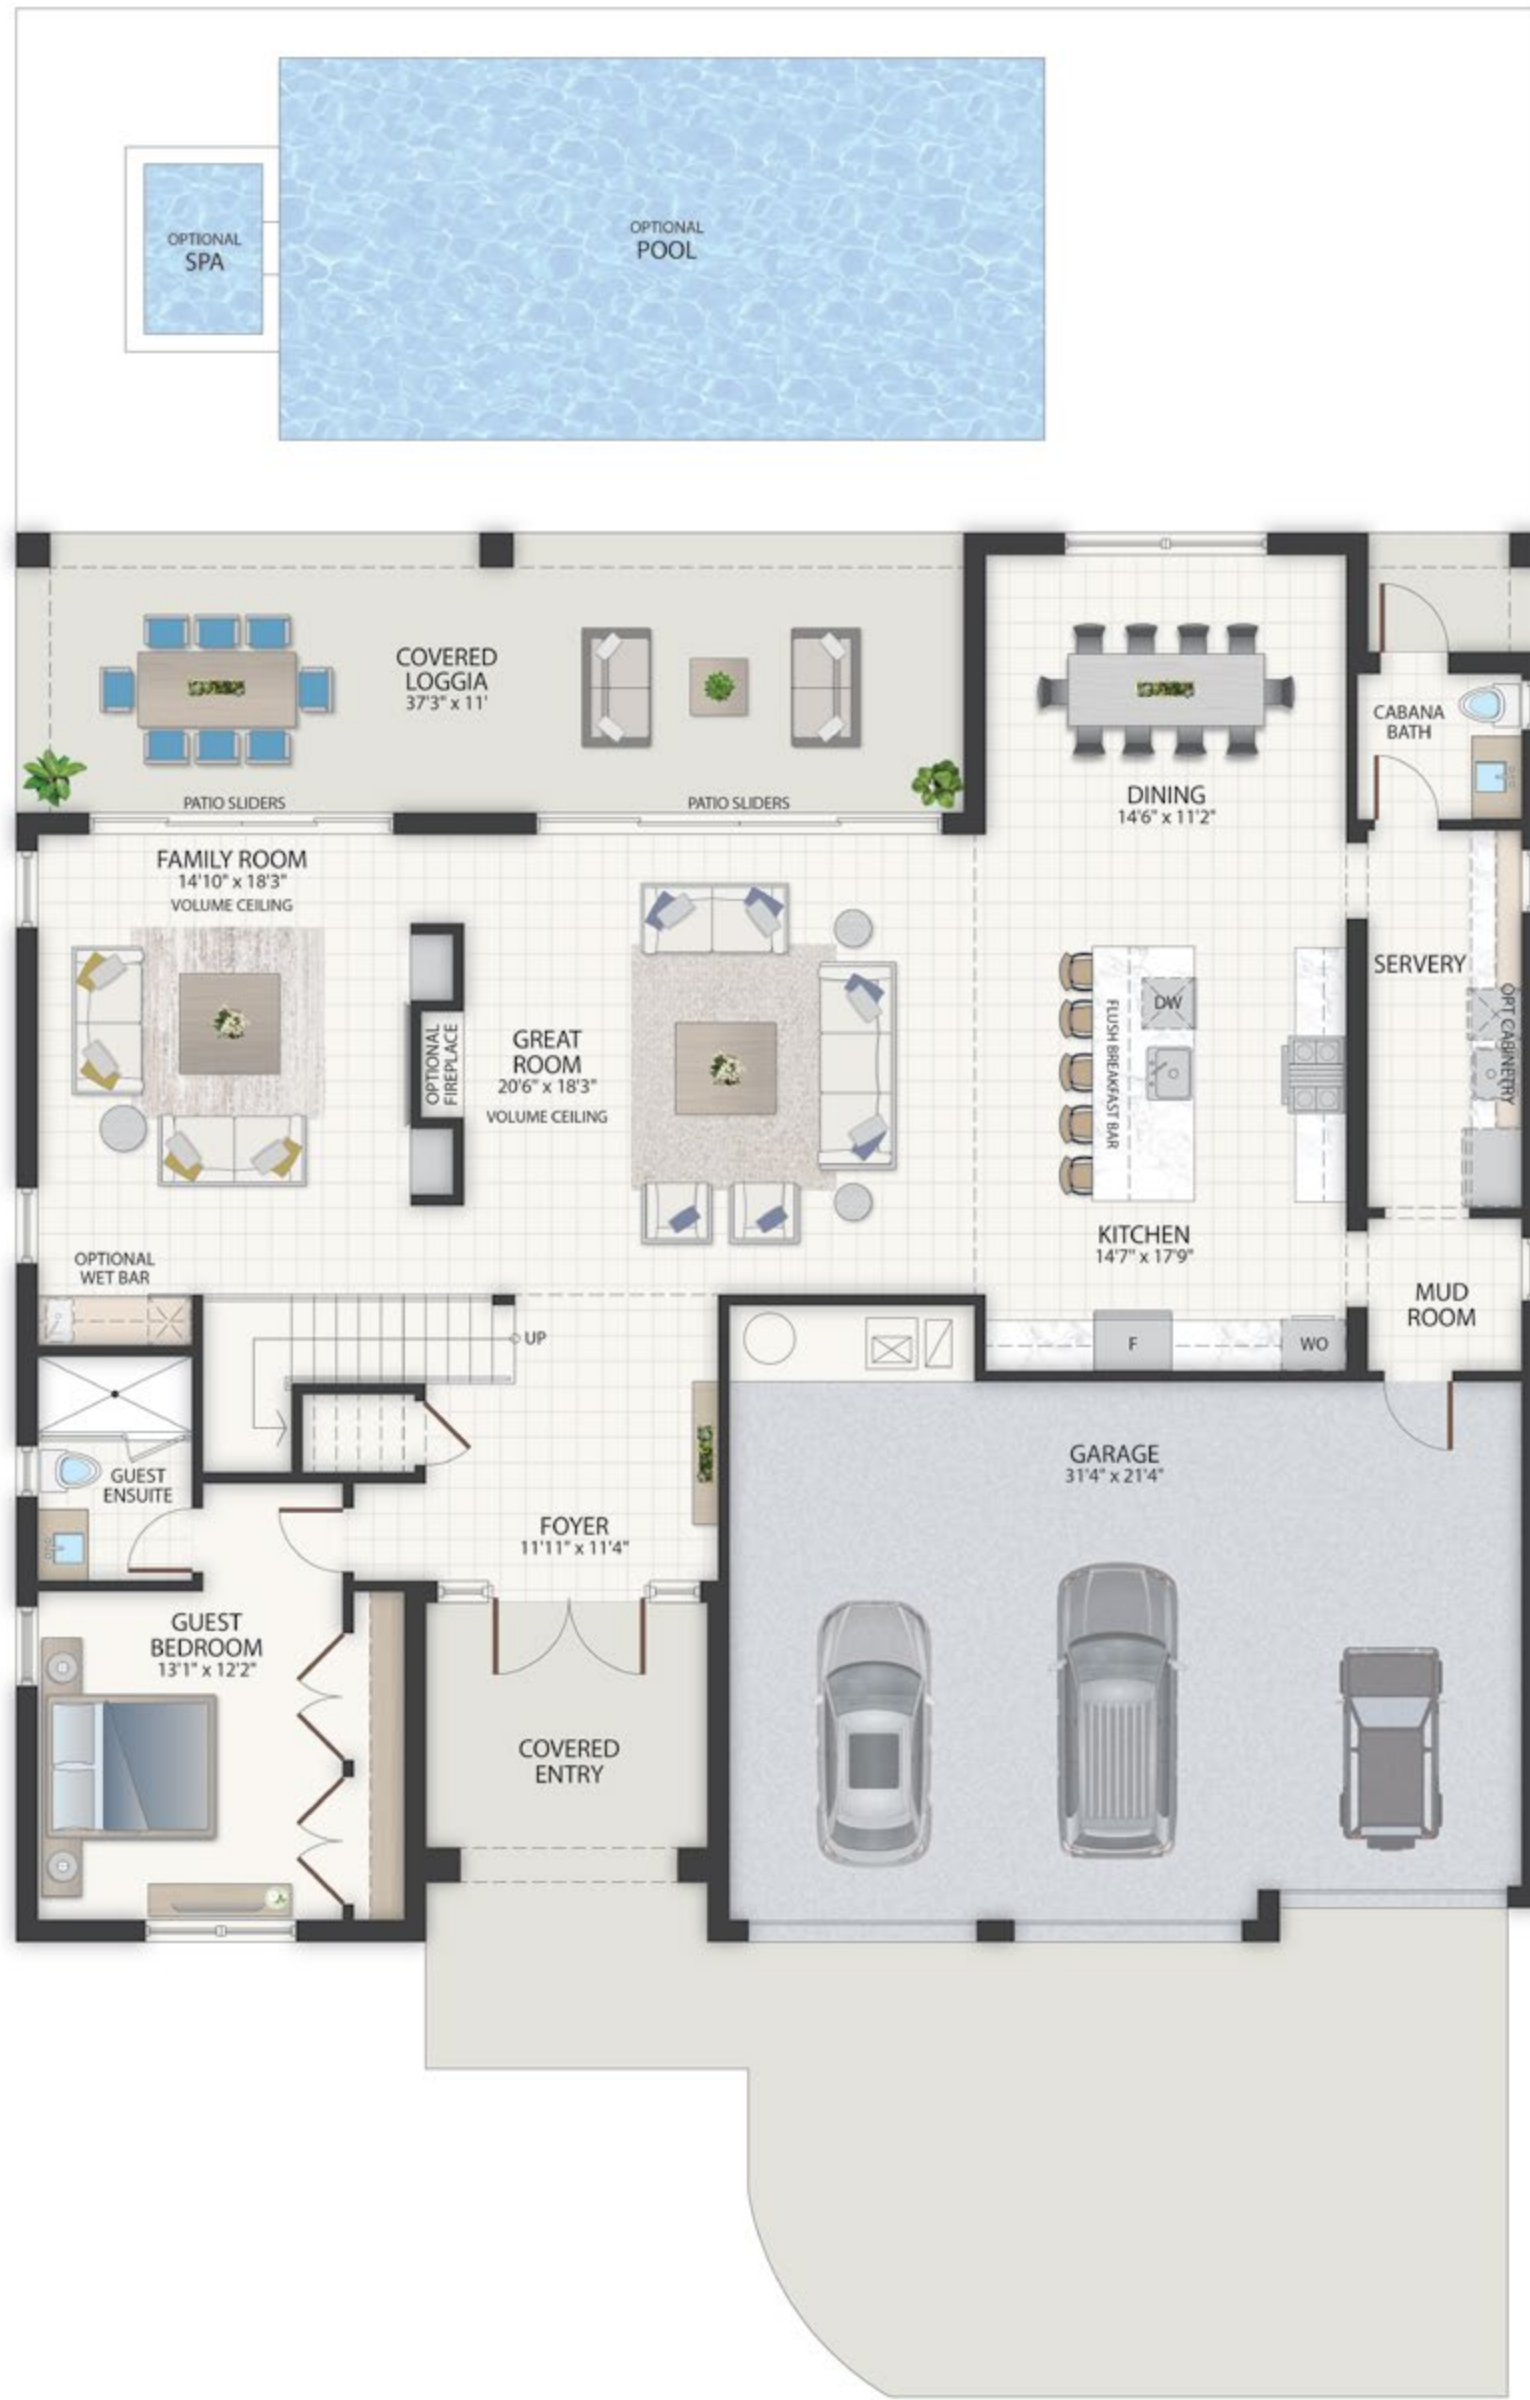 OPTIONAL
SPA
OPTIONAL
POOL
COVERED
LOGGIA
37'3" x 11'
PATIO SLIDERS
PATIO SLIDERS
DINING
14'6" x 11'2"
CABANA
BATH
FAMILY ROOM
14'10" x 18'3"
VOLUME CEILING
OPTIONAL
FIREPLACE
GREAT
ROOM
20'6" x 18'3"
VOLUME CEILING
DW
FLUSH BREAKFAST BAR
SERVERY
OPT CABINETRY
KITCHEN
14'7" x 17'9"
OPTIONAL
WET BAR
UP
F
WO
MUD
ROOM
GUEST
ENSUITE
FOYER
11'11" x 11'4"
GARAGE
31'4" x 21'4"
GUEST
BEDROOM
13'1" x 12'2"
COVERED
ENTRY